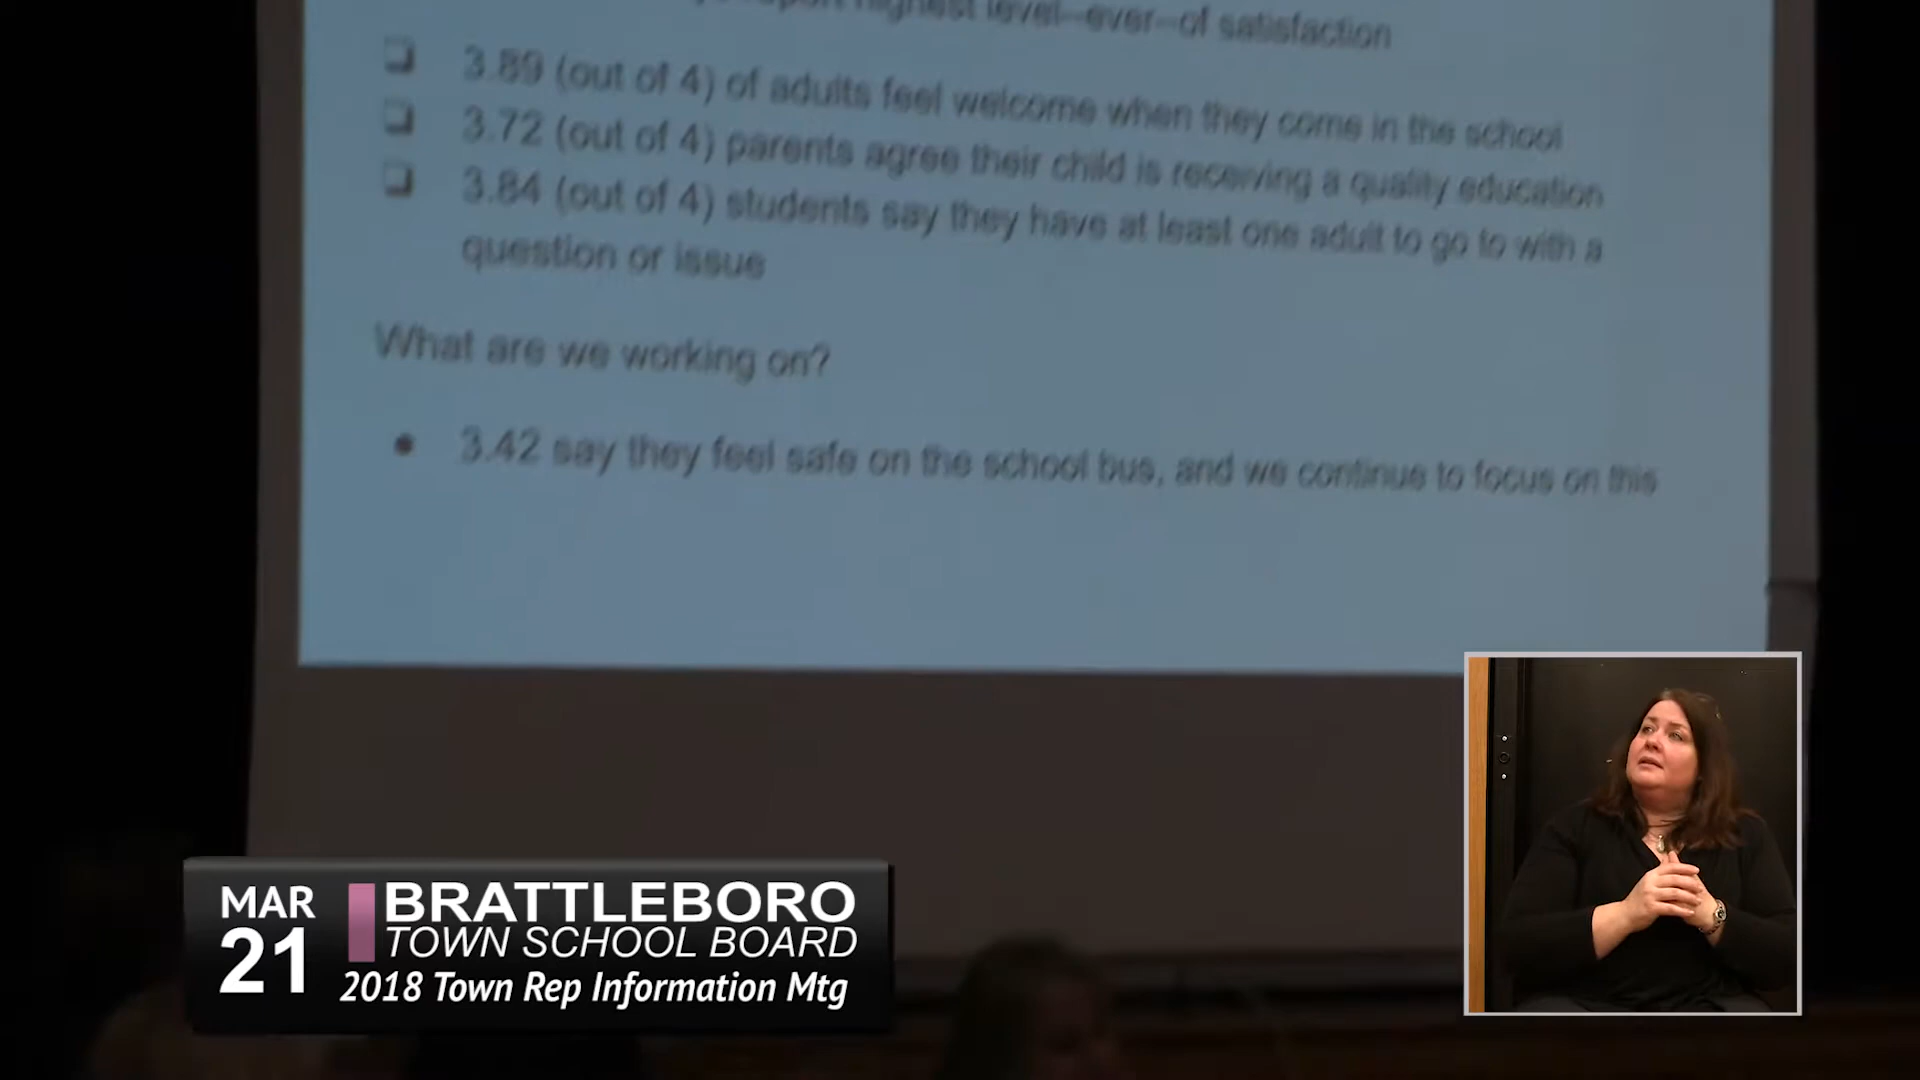 highest level--ever--of satisfaction
3.89 (out of 4) of adults feel welcome when they come in the school
3.72 (out of 4) parents agree their child is receiving a quality education
3.84 (out of 4) students say they have at least one adult to go to with a
question or issue
What are we working on?
3.42 say they feel safe on the school bus, and we continue to focus on this
MAR
21
BRATTLEBORO
TOWN SCHOOL BOARD
2018 Town Rep Information Mtg